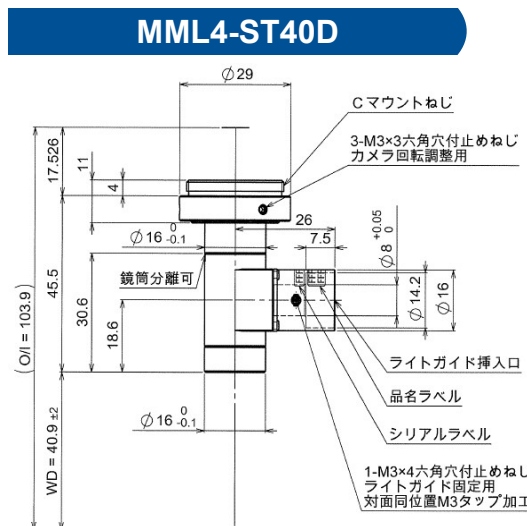 MML4-ST40D
⌀29
Cマウントねじ
3-M3×3六角穴付止めねじ
カメラ回転調整用
17.526
11
4
26
7.5
⌀16 0 -0.1
⌀8 +0.05 0
鏡筒分離可
(O/I = 103.9)
45.5
30.6
18.6
⌀14.2
⌀16
ライトガイド挿入口
品名ラベル
シリアルラベル
⌀16 0 -0.1
WD = 40.9 ±2
1-M3×4六角穴付止めねじ
ライトガイド固定用
対面同位置M3タップ加工